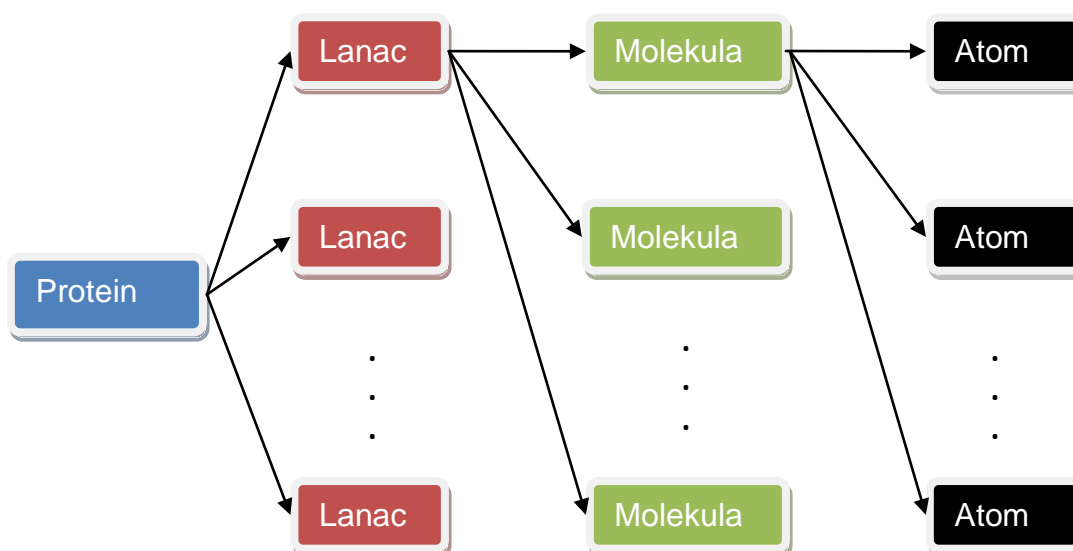 Lanac
Molekula
Atom
Lanac
Molekula
Atom
Protein
Lanac
Molekula
Atom